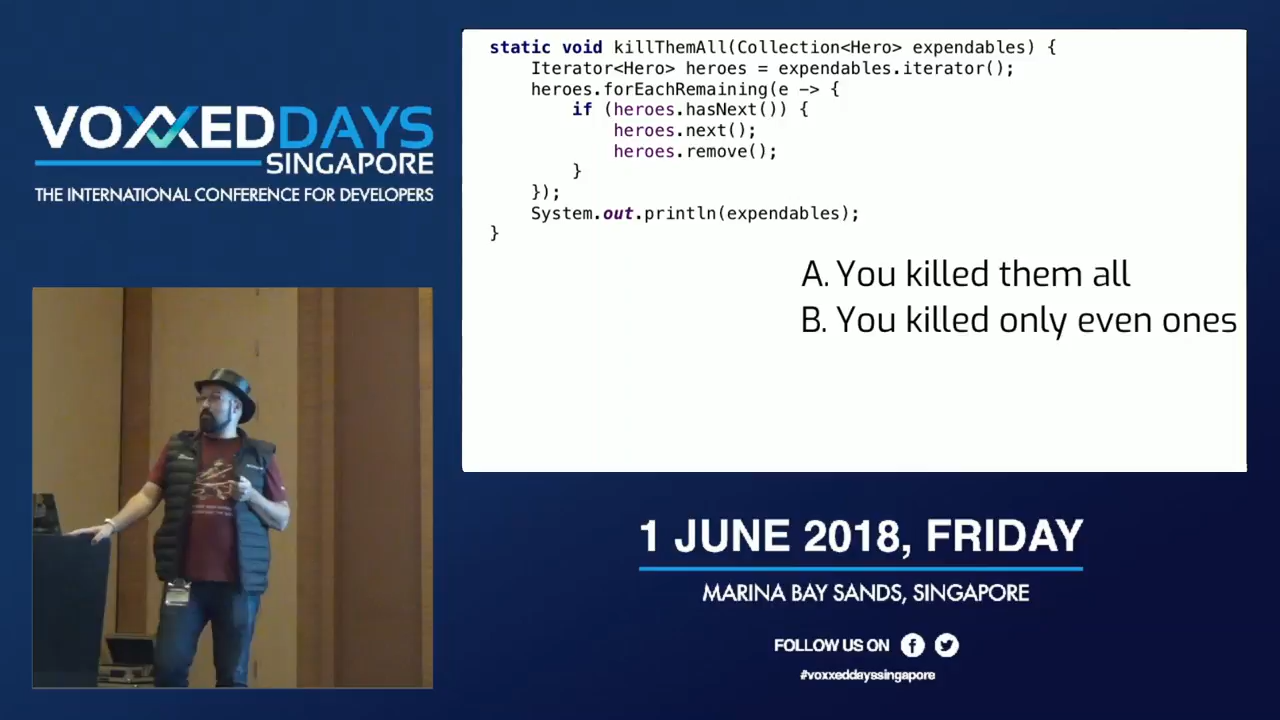 VOXXEDDAYS
SINGAPORE
THE INTERNATIONAL CONFERENCE FOR DEVELOPERS
static void killThemAll(Collection<Hero> expendables) {
    Iterator<Hero> heroes = expendables.iterator();
    heroes.forEachRemaining(e -> {
        if (heroes.hasNext()) {
            heroes.next();
            heroes.remove();
        }
    });
    System.out.println(expendables);
}
A. You killed them all
B. You killed only even ones
1 JUNE 2018, FRIDAY
MARINA BAY SANDS, SINGAPORE
FOLLOW US ON
#voxxeddayssingapore